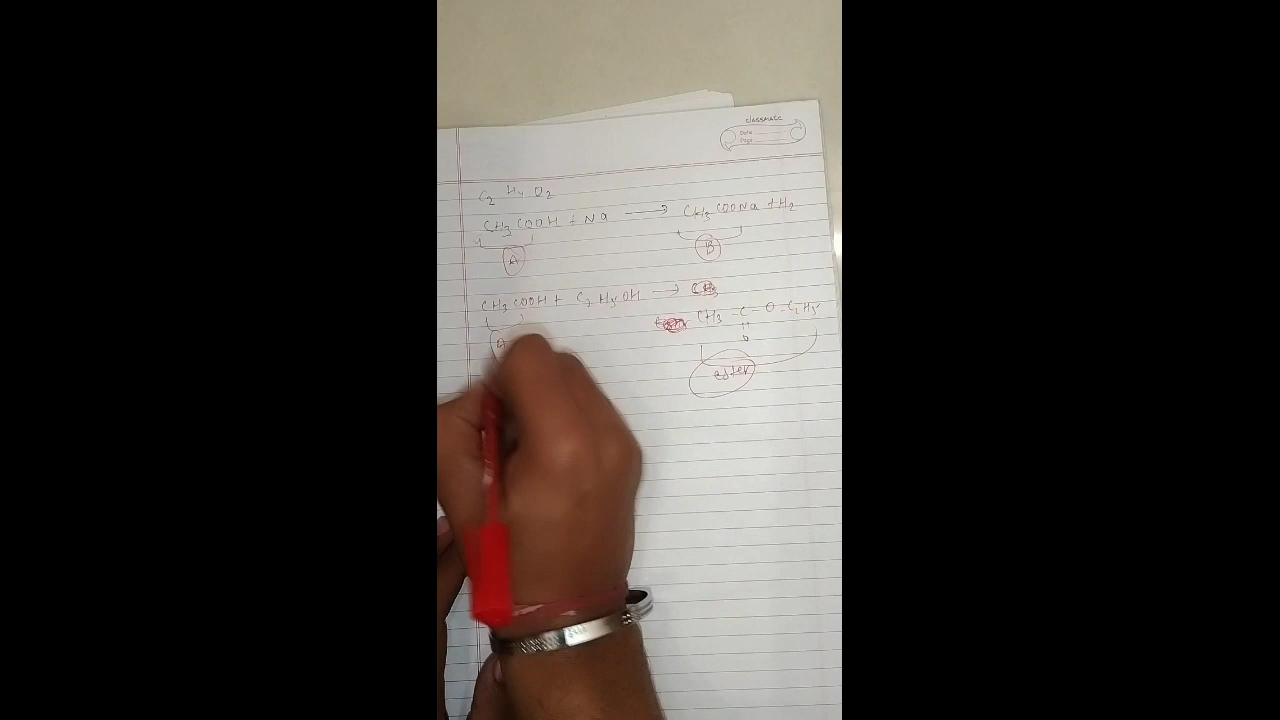 classmate
Date
Page
C2 H4 O2
CH3 COOH + Na → CH3 COONa + H2
A
B
CH3 COOH + C2 H5 OH →
CH3 - C - O - C2 H5
A
ester